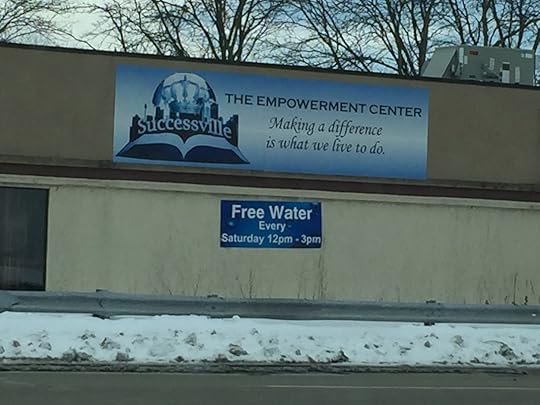 Successville
THE EMPOWERMENT CENTER
Making a difference
is what we live to do.
Free Water
Every
Saturday 12pm - 3pm